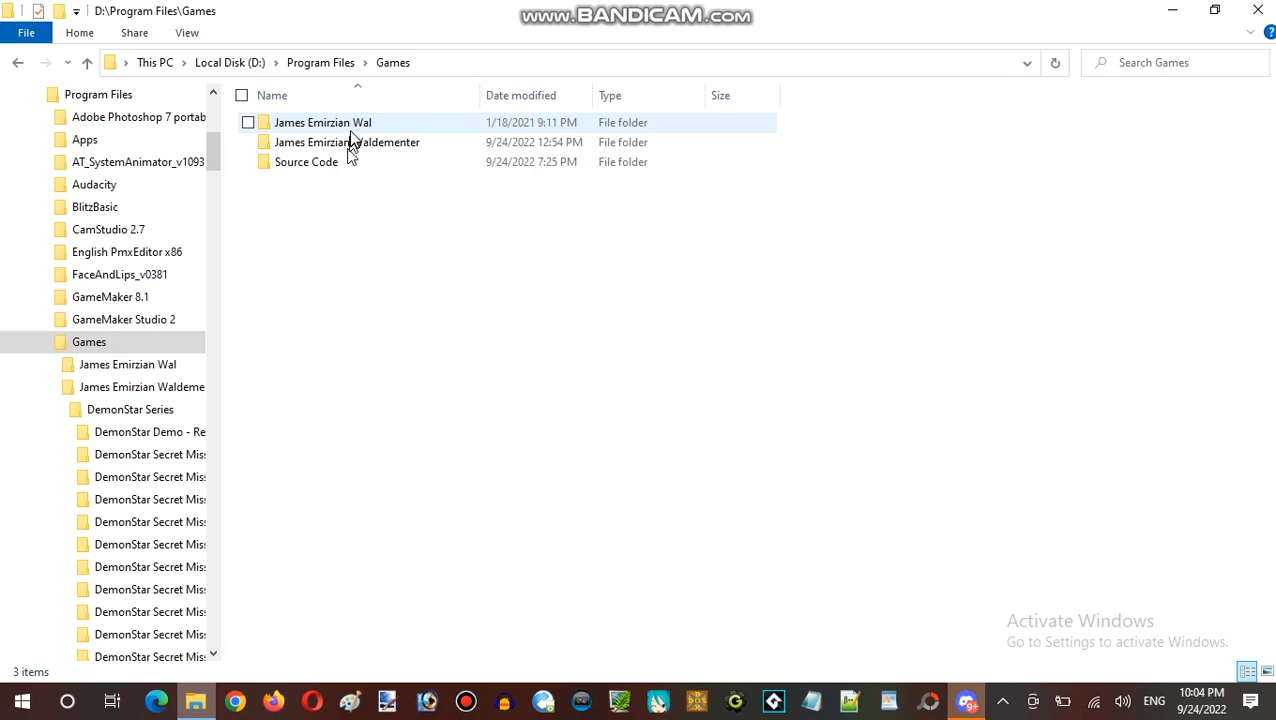 D:\Program Files\Games
www.BANDICAM.com
File Home Share View
This PC Local Disk (D:) Program Files Games
Search Games
Name Date modified Type Size
James Emirzian Wal 1/18/2021 9:11 PM File folder
James Emirzian Waldementer 9/24/2022 12:54 PM File folder
Source Code 9/24/2022 7:25 PM File folder
Program Files
Adobe Photoshop 7 portab
Apps
AT_SystemAnimator_v1093
Audacity
BlitzBasic
CamStudio 2.7
English PmxEditor x86
FaceAndLips_v0381
GameMaker 8.1
GameMaker Studio 2
Games
James Emirzian Wal
James Emirzian Waldeme
DemonStar Series
DemonStar Demo - Re
DemonStar Secret Mis
DemonStar Secret Mis
DemonStar Secret Mis
DemonStar Secret Mis
DemonStar Secret Mis
DemonStar Secret Mis
DemonStar Secret Mis
DemonStar Secret Mis
DemonStar Secret Mis
DemonStar Secret Mis
Activate Windows
Go to Settings to activate Windows.
3 items
9+
ENG
10:04 PM
9/24/2022